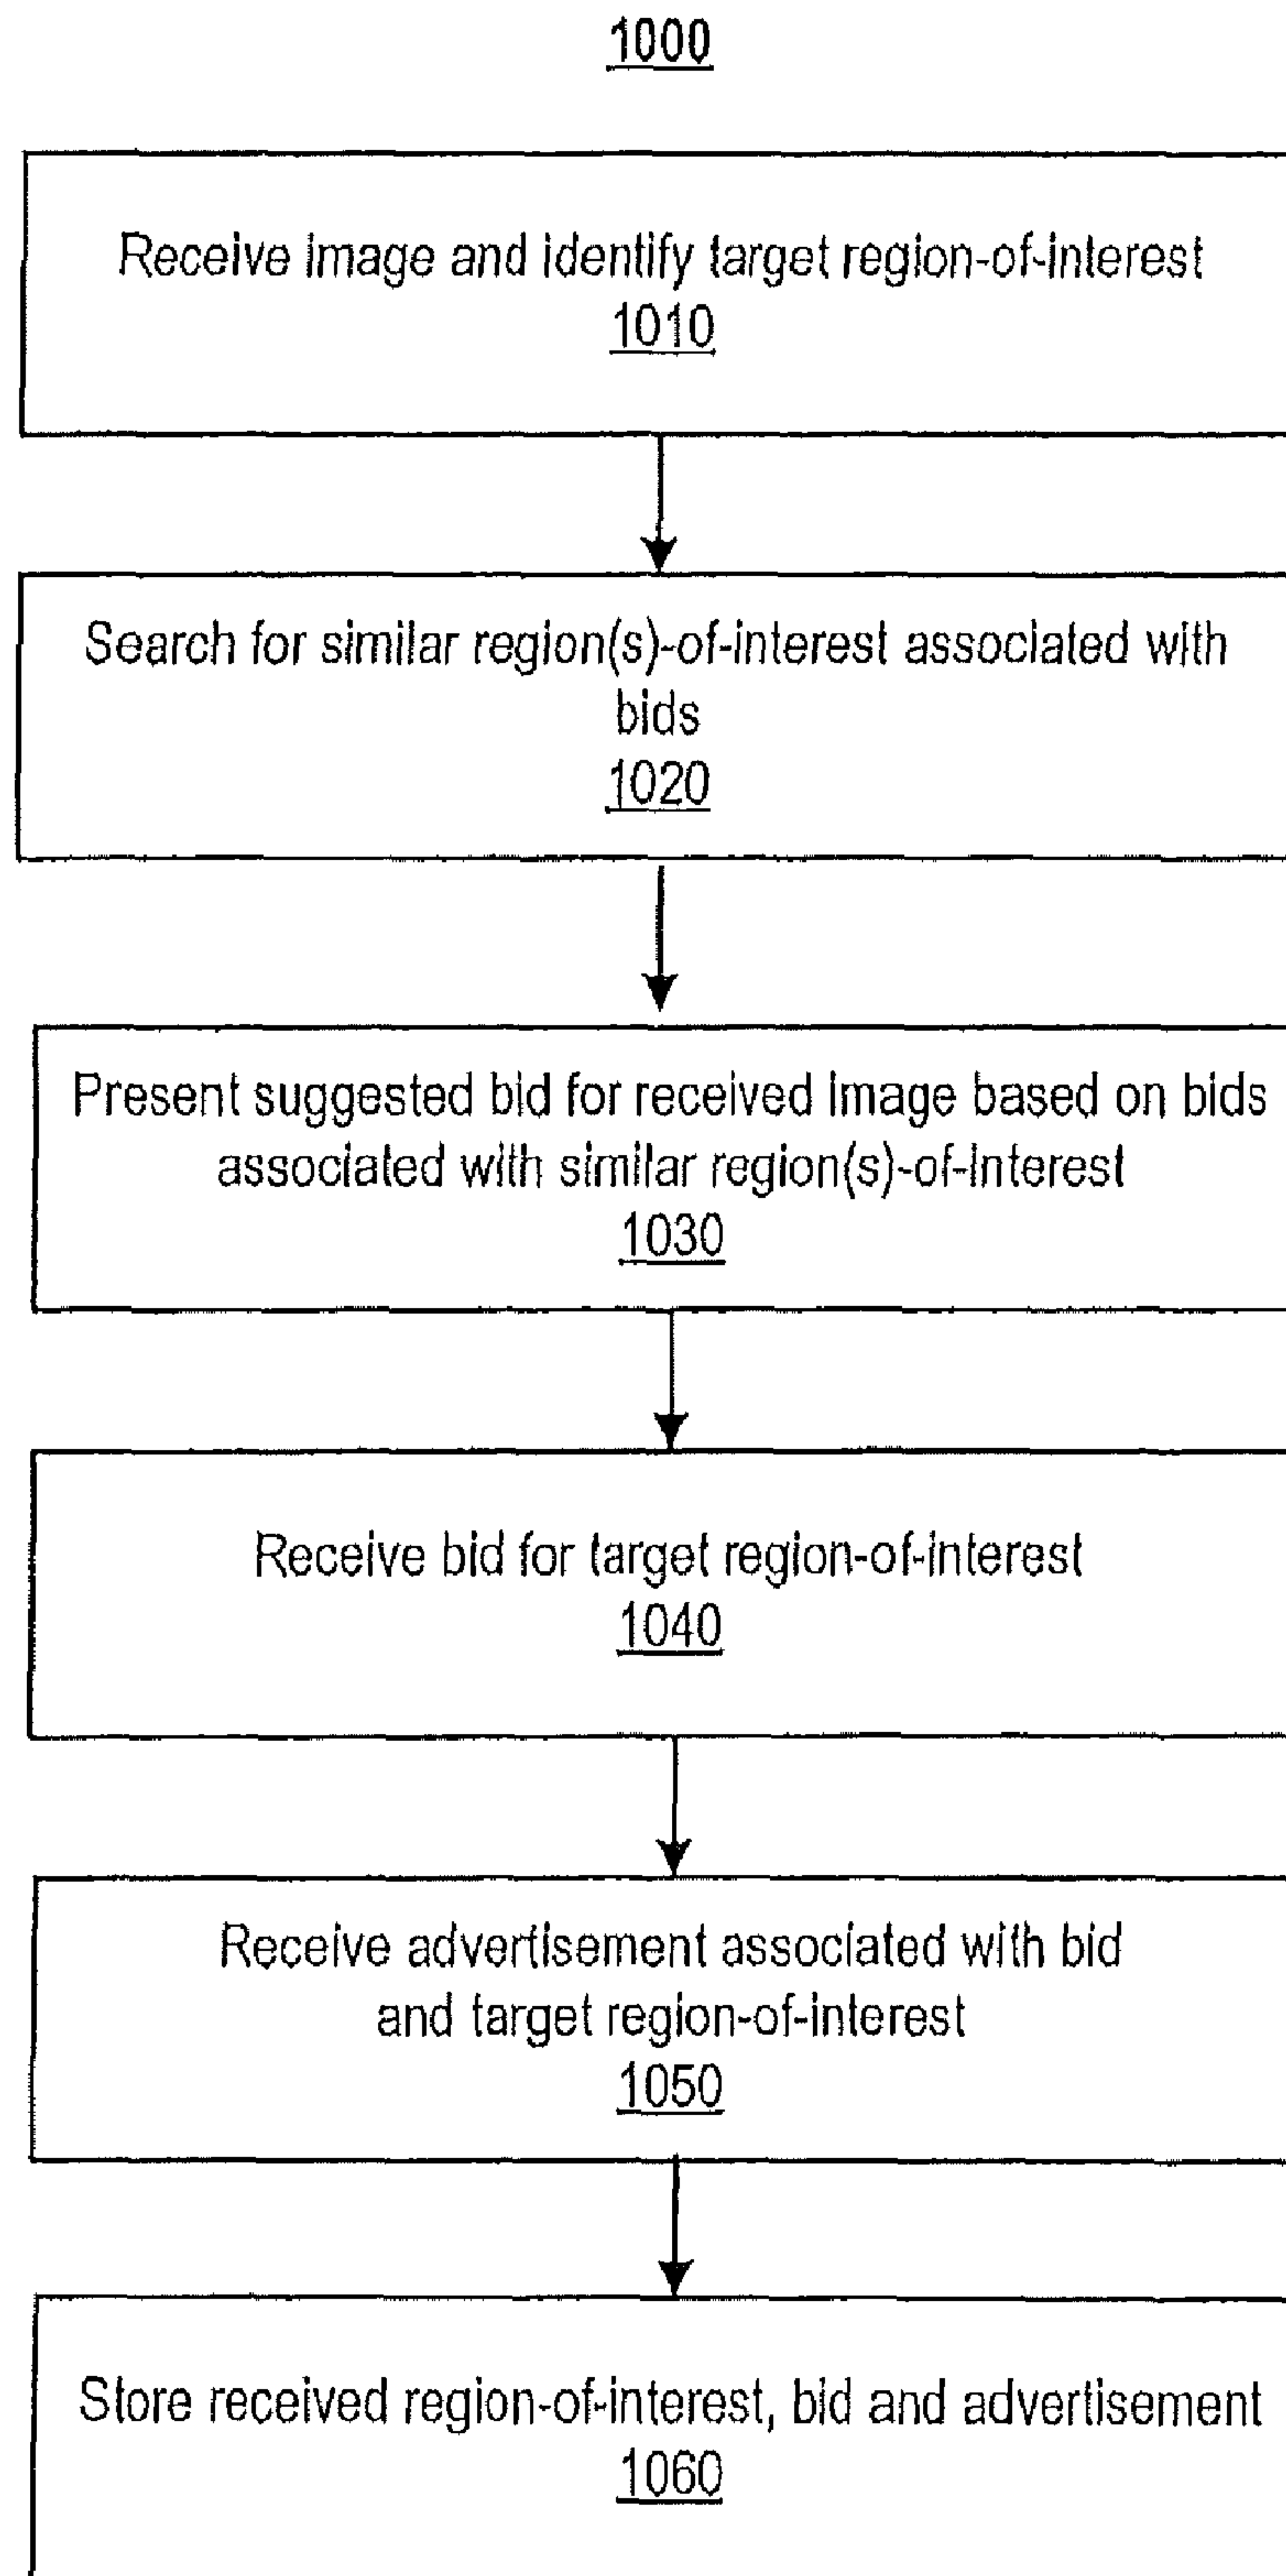 1000
Receive image and identify target region-of-interest
1010
Search for similar region(s)-of-interest associated with
bids
1020
Present suggested bid for received image based on bids
associated with similar region(s)-of-interest
1030
Receive bid for target region-of-interest
1040
Receive advertisement associated with bid
and target region-of-interest
1050
Store received region-of-interest, bid and advertisement
1060